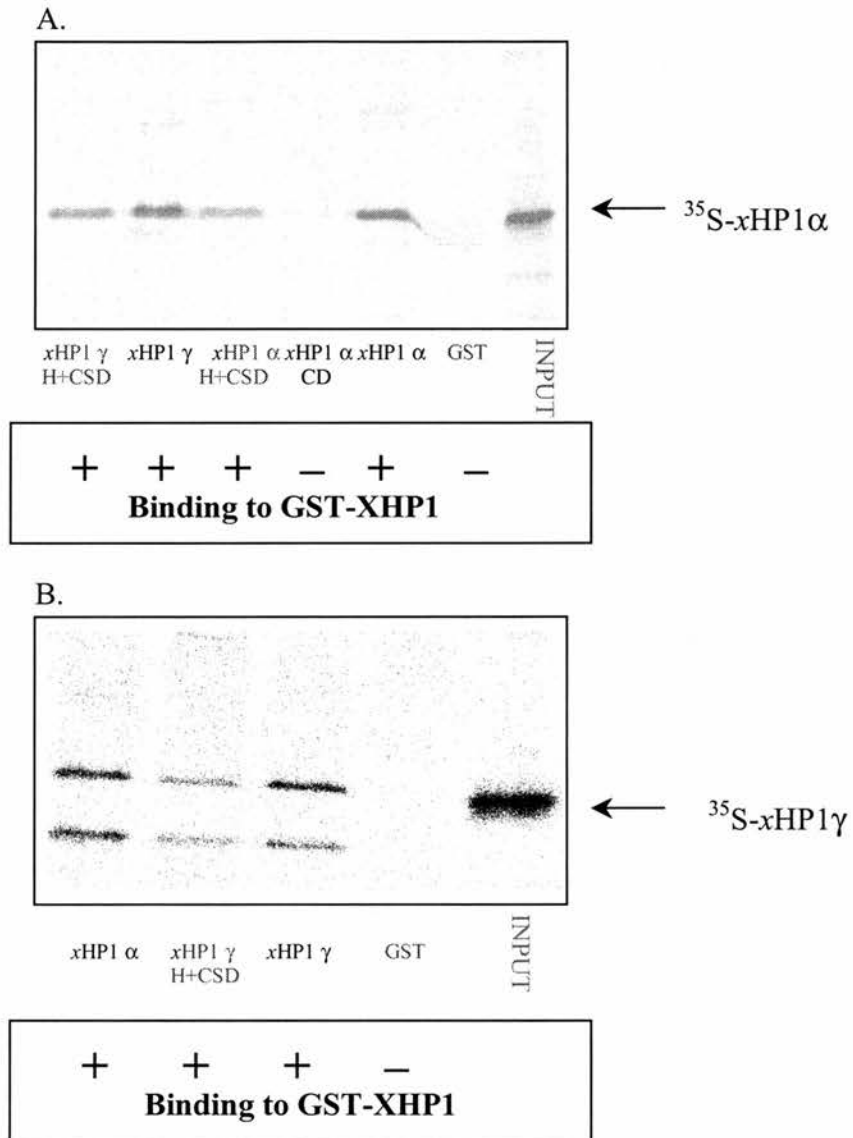 A.
³⁵S-xHP1α
xHP1 γ xHP1 γ xHP1 α xHP1 α xHP1 α GST INPUT
H+CSD H+CSD CD
+ + + – + –
Binding to GST-XHP1
B.
³⁵S-xHP1γ
xHP1 α xHP1 γ xHP1 γ GST INPUT
H+CSD
+ + + –
Binding to GST-XHP1